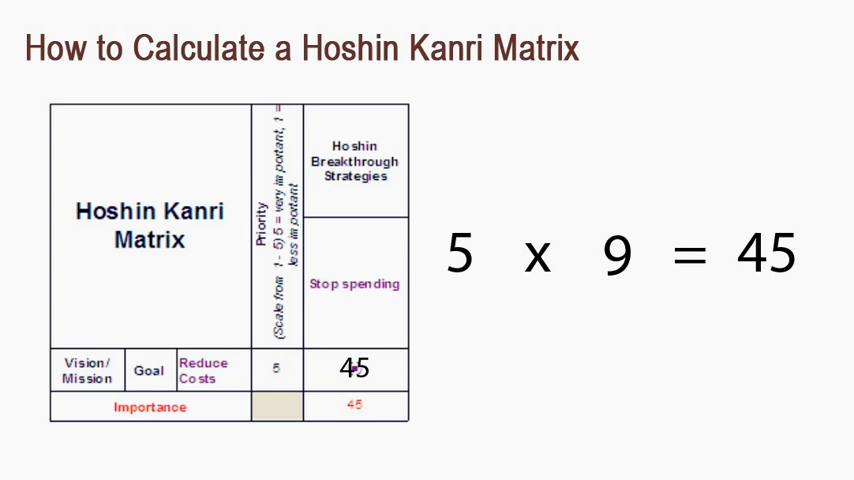 How to Calculate a Hoshin Kanri Matrix
Hoshin Kanri
Matrix
Priority
(Scale from 1 - 5) 5 = very important, 1 =
less important
Hoshin
Breakthrough
Strategies
Stop spending
5 x 9 = 45
Vision/
Mission
Goal
Reduce
Costs
5
45
Importance
45